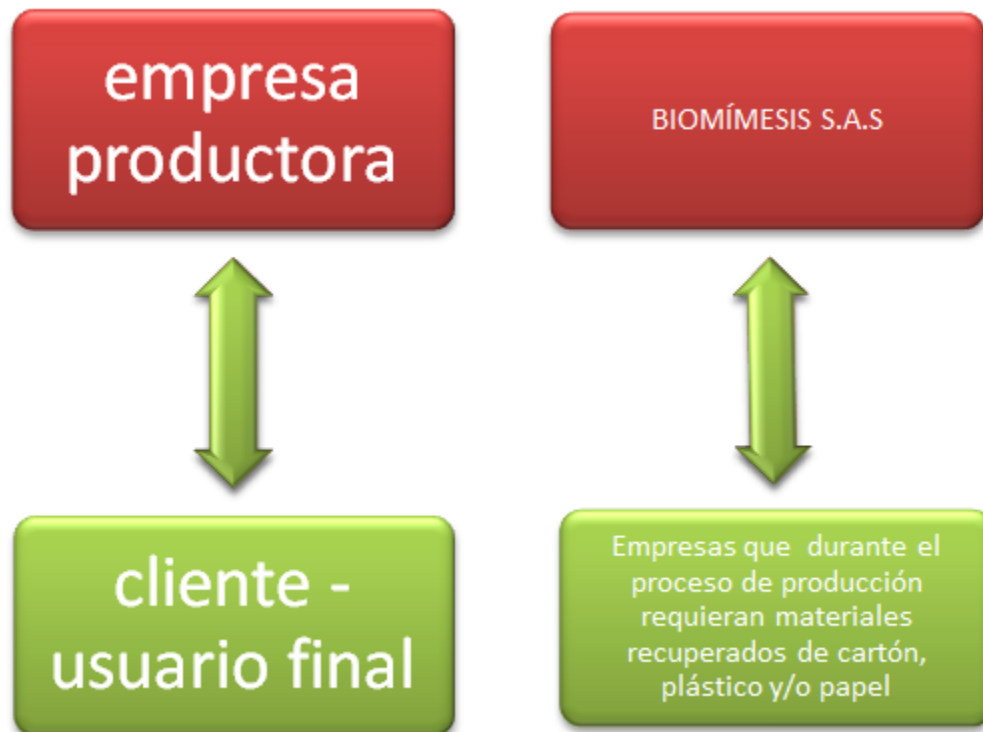 empresa
productora
BIOMÍMESIS S.A.S
cliente -
usuario final
Empresas que durante el
proceso de producción
requieran materiales
recuperados de cartón,
plástico y/o papel